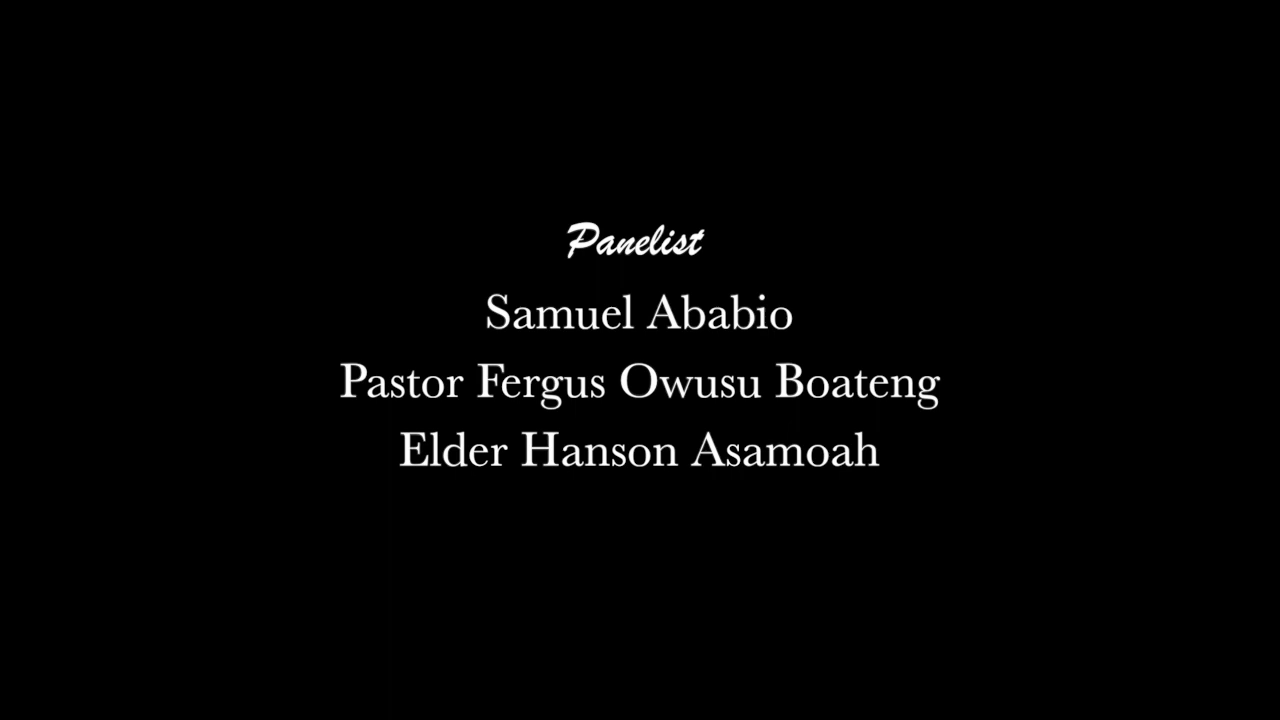 Panelist
Samuel Ababio
Pastor Fergus Owusu Boateng
Elder Hanson Asamoah